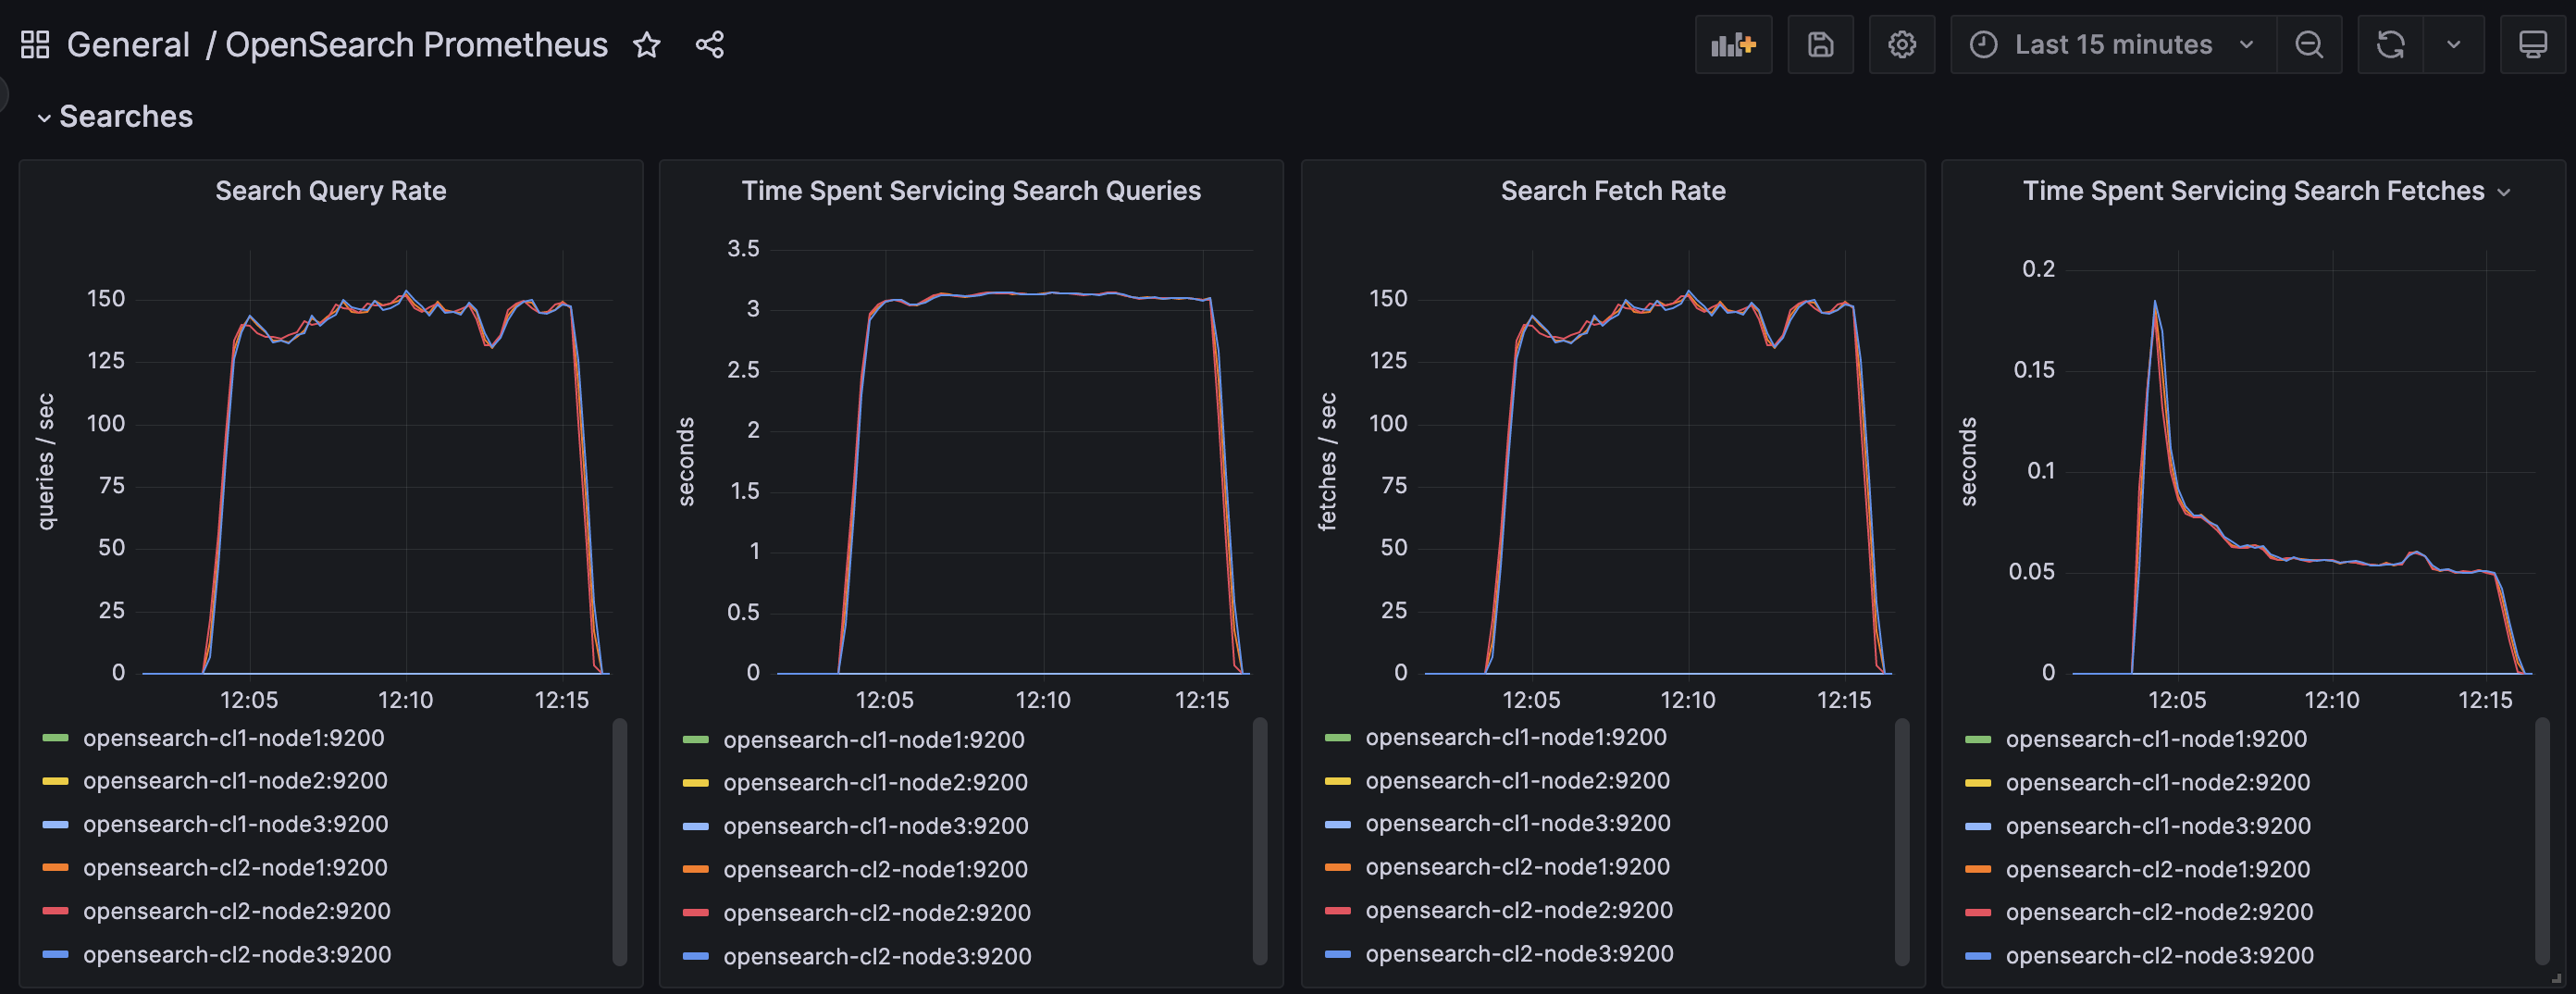 General / OpenSearch Prometheus
Last 15 minutes
Searches
Search Query Rate
queries / sec
150
125
100
75
50
25
0
12:05 12:10 12:15
opensearch-cl1-node1:9200
opensearch-cl1-node2:9200
opensearch-cl1-node3:9200
opensearch-cl2-node1:9200
opensearch-cl2-node2:9200
opensearch-cl2-node3:9200
Time Spent Servicing Search Queries
seconds
3.5
3
2.5
2
1.5
1
0.5
0
12:05 12:10 12:15
opensearch-cl1-node1:9200
opensearch-cl1-node2:9200
opensearch-cl1-node3:9200
opensearch-cl2-node1:9200
opensearch-cl2-node2:9200
opensearch-cl2-node3:9200
Search Fetch Rate
fetches / sec
150
125
100
75
50
25
0
12:05 12:10 12:15
opensearch-cl1-node1:9200
opensearch-cl1-node2:9200
opensearch-cl1-node3:9200
opensearch-cl2-node1:9200
opensearch-cl2-node2:9200
opensearch-cl2-node3:9200
Time Spent Servicing Search Fetches
seconds
0.2
0.15
0.1
0.05
0
12:05 12:10 12:15
opensearch-cl1-node1:9200
opensearch-cl1-node2:9200
opensearch-cl1-node3:9200
opensearch-cl2-node1:9200
opensearch-cl2-node2:9200
opensearch-cl2-node3:9200